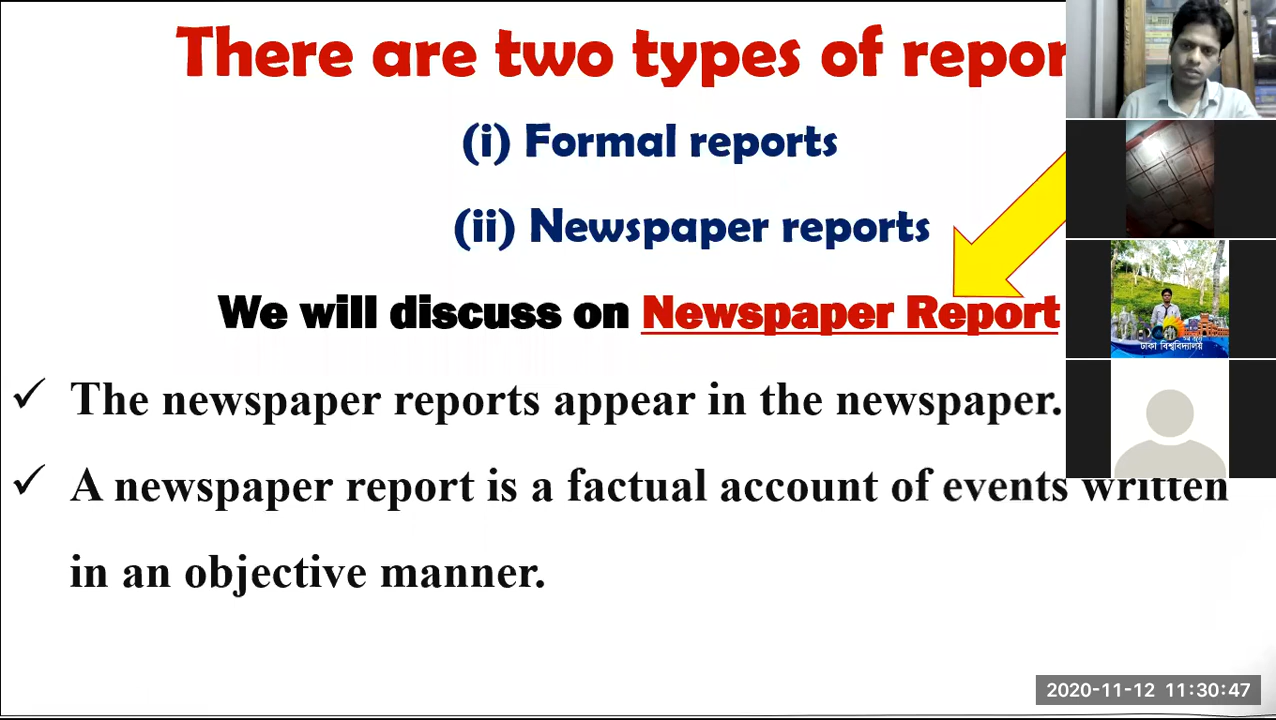 There are two types of repor
(i) Formal reports
(ii) Newspaper reports
We will discuss on Newspaper Report
✓ The newspaper reports appear in the newspaper.
✓ A newspaper report is a factual account of events written
in an objective manner.
ঢাকা বিশ্ববিদ্যালয়
2020-11-12 11:30:47